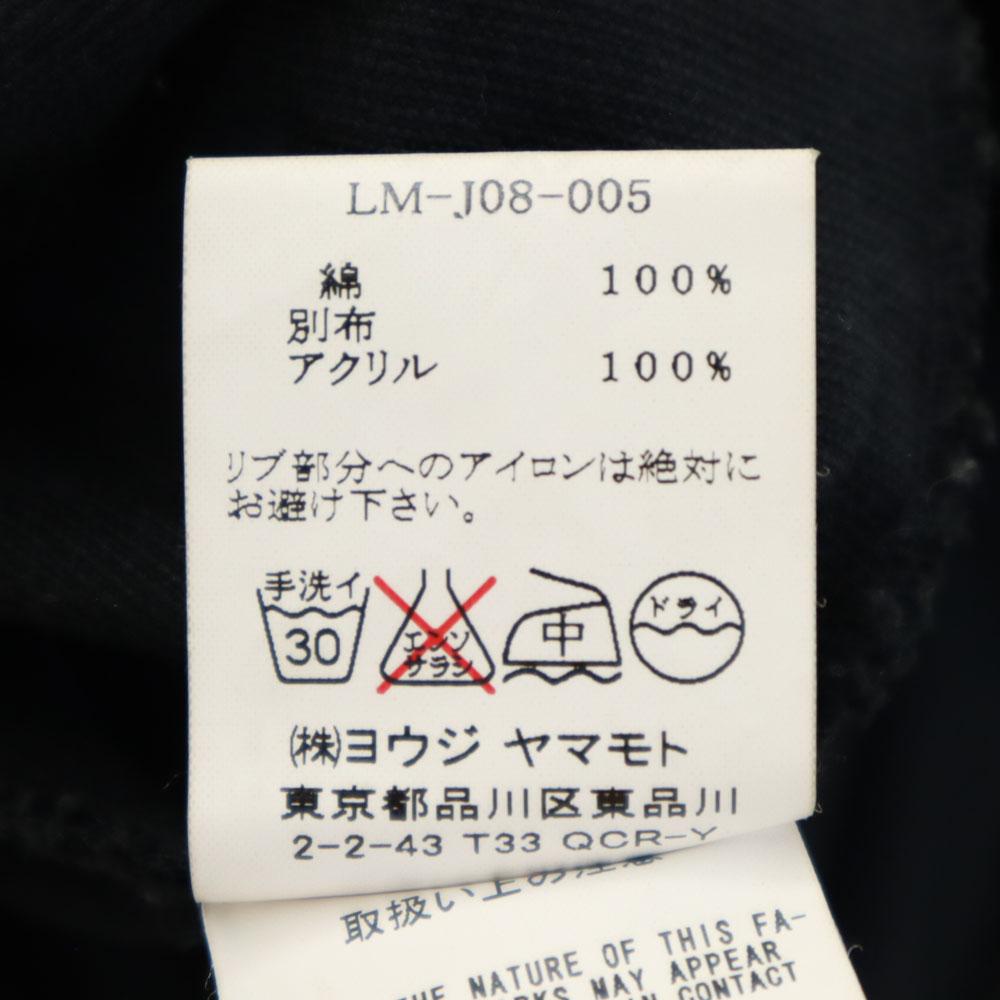 LM-J08-005
綿 100%
別布
アクリル 100%
リブ部分へのアイロンは絶対に
お避け下さい。
手洗イ
30
エンソ
サラシ
中
ドライ
㈱ヨウジ ヤマモト
東京都品川区東品川
2-2-43 T33 QCR-Y
取扱い上の注意
THE NATURE OF THIS FA-
MAY APPEAR
CONTACT